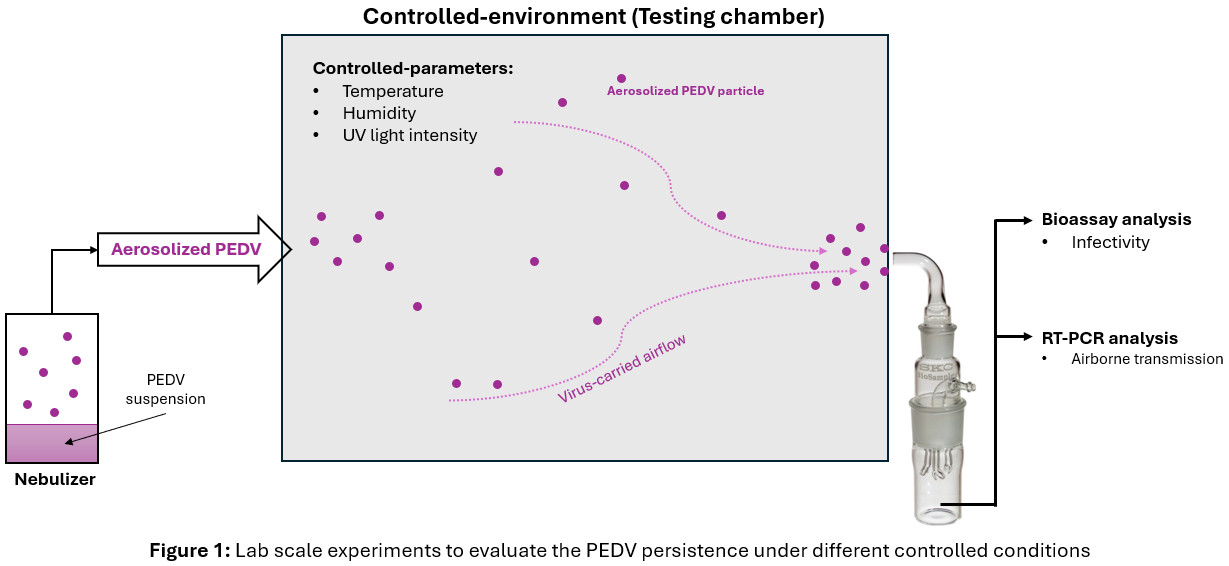 Controlled-environment (Testing chamber)
Controlled-parameters:
• Temperature
• Humidity
• UV light intensity
Aerosolized PEDV particle
Aerosolized PEDV
Virus-carried airflow
PEDV
suspension
Nebulizer
SKC
BioSampler
Bioassay analysis
• Infectivity
RT-PCR analysis
• Airborne transmission
Figure 1: Lab scale experiments to evaluate the PEDV persistence under different controlled conditions